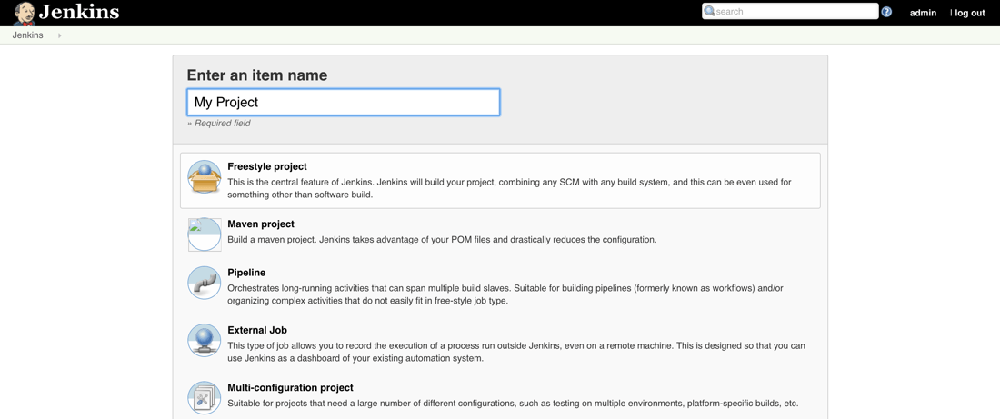 Jenkins
search
admin
| log out
Jenkins
Enter an item name
My Project
» Required field
Freestyle project
This is the central feature of Jenkins. Jenkins will build your project, combining any SCM with any build system, and this can be even used for
something other than software build.
Maven project
Build a maven project. Jenkins takes advantage of your POM files and drastically reduces the configuration.
Pipeline
Orchestrates long-running activities that can span multiple build slaves. Suitable for building pipelines (formerly known as workflows) and/or
organizing complex activities that do not easily fit in free-style job type.
External Job
This type of job allows you to record the execution of a process run outside Jenkins, even on a remote machine. This is designed so that you can
use Jenkins as a dashboard of your existing automation system.
Multi-configuration project
Suitable for projects that need a large number of different configurations, such as testing on multiple environments, platform-specific builds, etc.